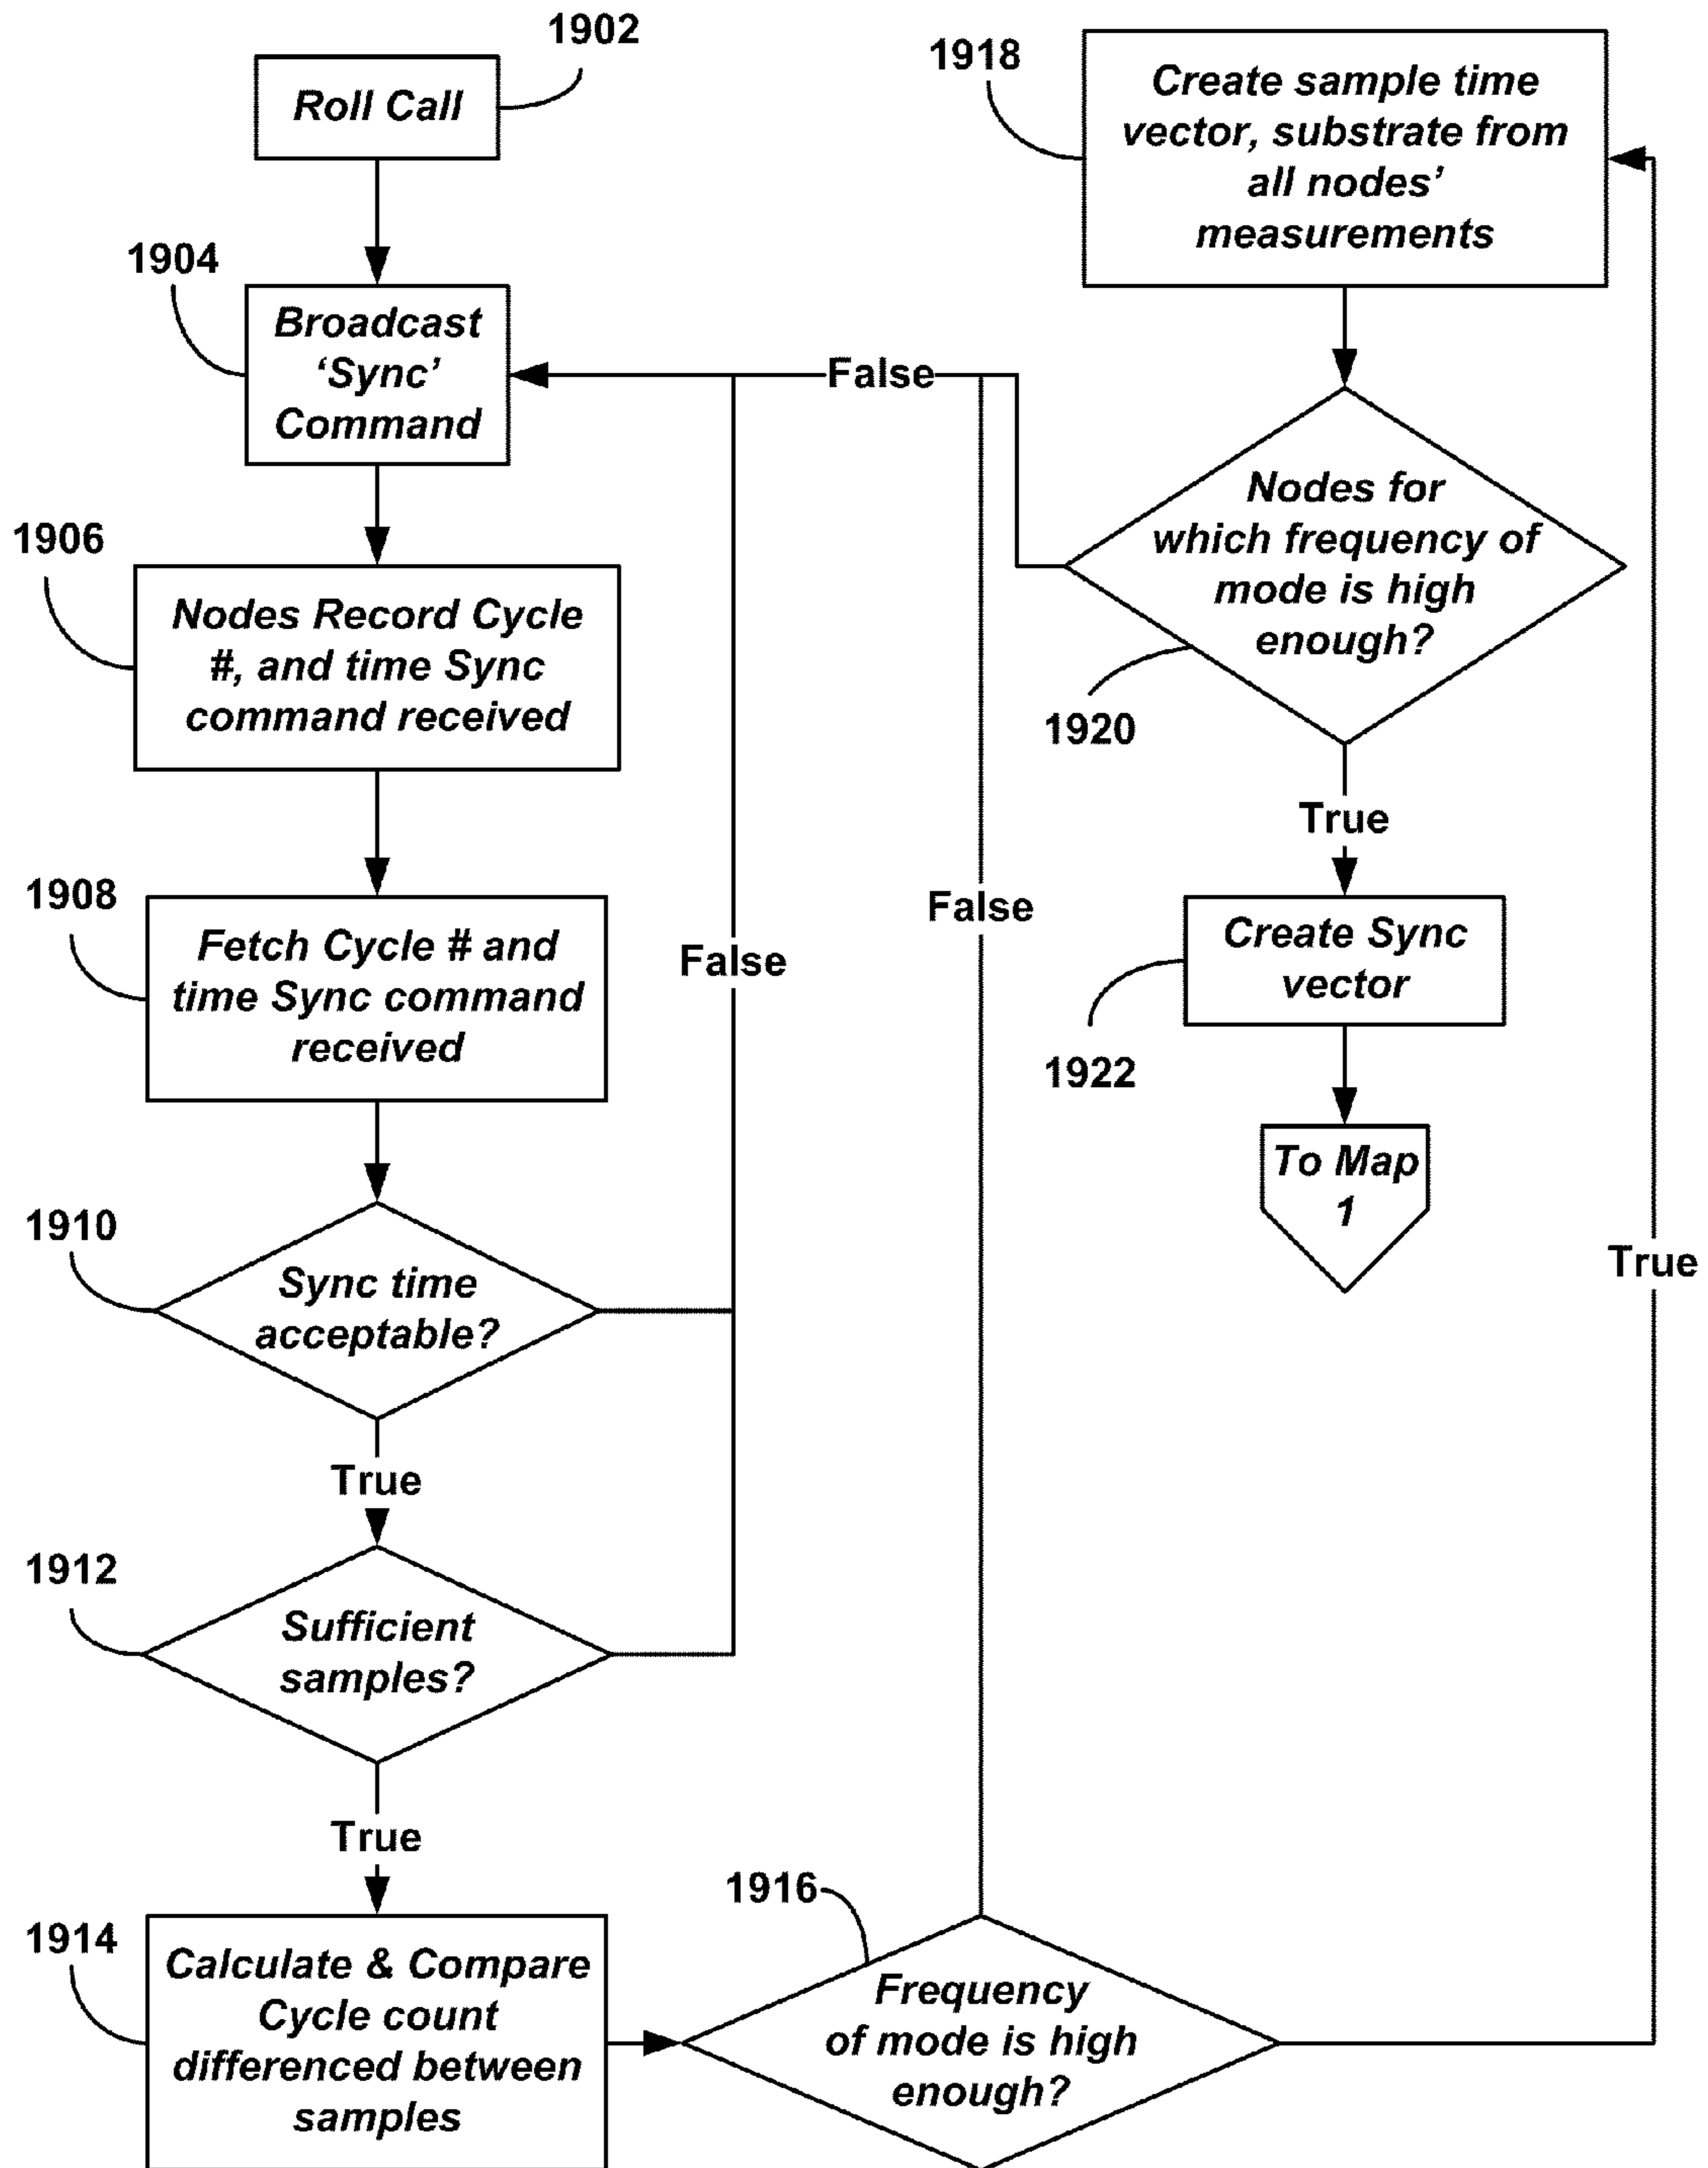 1902
Roll Call
1904
Broadcast
‘Sync’
Command
1906
Nodes Record Cycle
#, and time Sync
command received
1908
Fetch Cycle # and
time Sync command
received
1910
Sync time
acceptable?
True
1912
Sufficient
samples?
True
False
1914
Calculate & Compare
Cycle count
differenced between
samples
1916
Frequency
of mode is high
enough?
False
True
1918
Create sample time
vector, substrate from
all nodes’
measurements
False
Nodes for
which frequency of
mode is high
enough?
1920
True
Create Sync
vector
1922
To Map
1